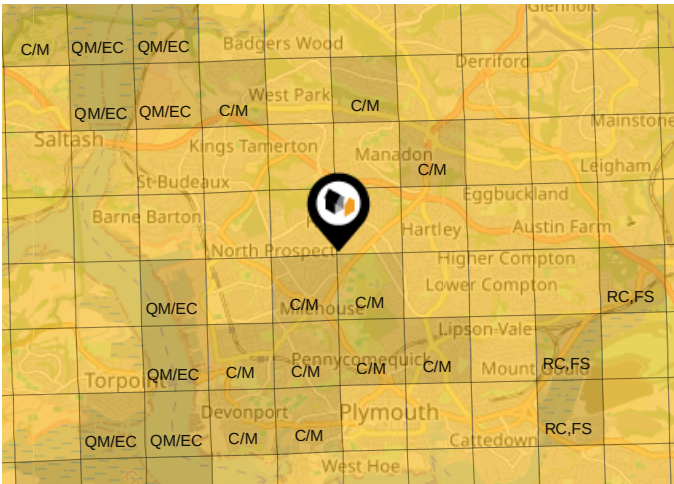 Glenholt
C/M QM/EC QM/EC Badgers Wood
Derriford
West Park
QM/EC QM/EC C/M C/M
Mainstone
Saltash
Kings Tamerton
Manadon
C/M
Leigham
St Budeaux
Eggbuckland
Barne Barton
Austin Farm
Hartley
North Prospect
Higher Compton
Lower Compton
RC,FS
QM/EC C/M C/M
Milehouse
Lipson Vale
Pennycomequick
RC,FS
Mount Gould
QM/EC C/M C/M C/M C/M
Torpoint
Devonport
Plymouth
RC,FS
QM/EC QM/EC C/M C/M
Cattedown
West Hoe